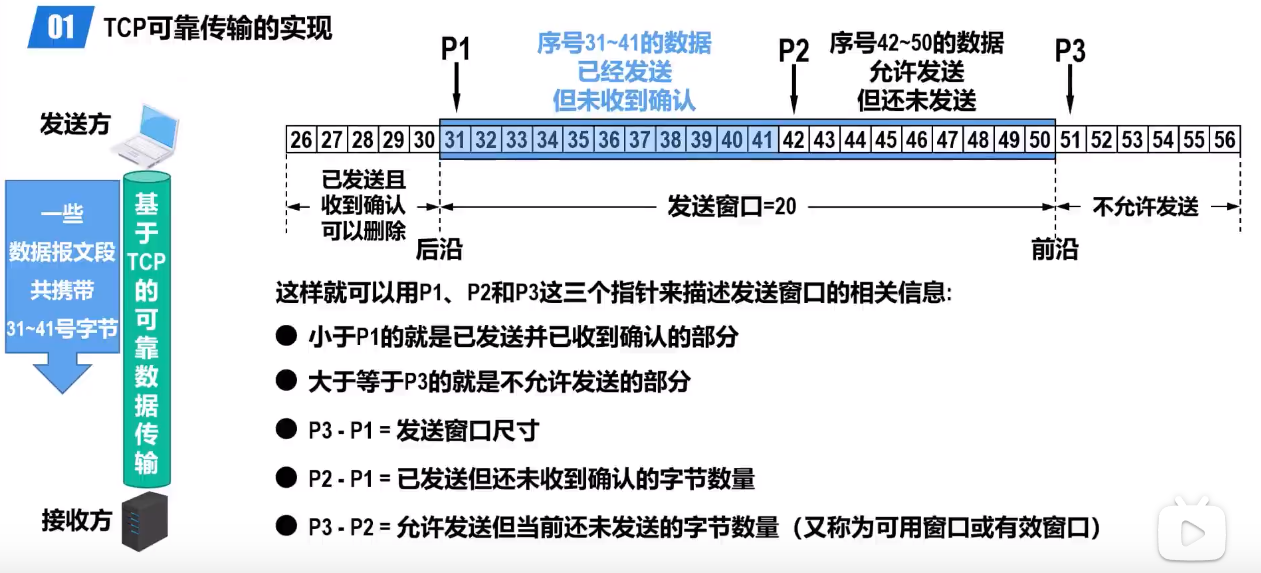 01 TCP可靠传输的实现
P1
序号31~41的数据
已经发送
但未收到确认
P2
序号42~50的数据
允许发送
但还未发送
P3
发送方
26 27 28 29 30 31 32 33 34 35 36 37 38 39 40 41 42 43 44 45 46 47 48 49 50 51 52 53 54 55 56
已发送且
收到确认
可以删除
发送窗口=20
不允许发送
后沿
前沿
一些
数据报文段
共携带
31~41号字节
基于TCP的可靠数据传输
接收方
这样就可以用P1、P2和P3这三个指针来描述发送窗口的相关信息:
● 小于P1的就是已发送并已收到确认的部分
● 大于等于P3的就是不允许发送的部分
● P3 - P1 = 发送窗口尺寸
● P2 - P1 = 已发送但还未收到确认的字节数量
● P3 - P2 = 允许发送但当前还未发送的字节数量（又称为可用窗口或有效窗口）